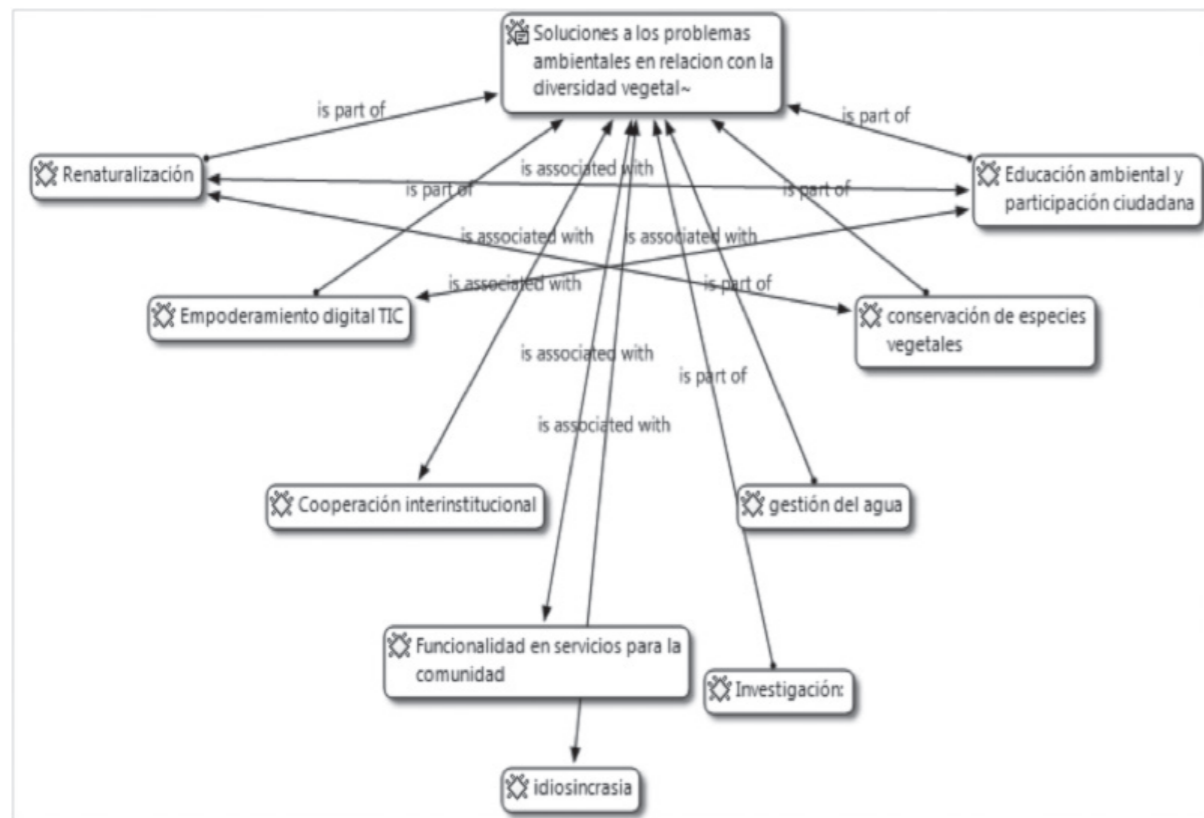 Soluciones a los problemas
ambientales en relacion con la
diversidad vegetal~
is part of
is part of
Renaturalización
is associated with
Educación ambiental y
participación ciudadana
is part of
is part of
is associated with
is associated with
is associated with
is part of
Empoderamiento digital TIC
conservación de especies
vegetales
is associated with
is part of
is associated with
Cooperación interinstitucional
gestión del agua
Funcionalidad en servicios para la
comunidad
Investigación:
idiosincrasia